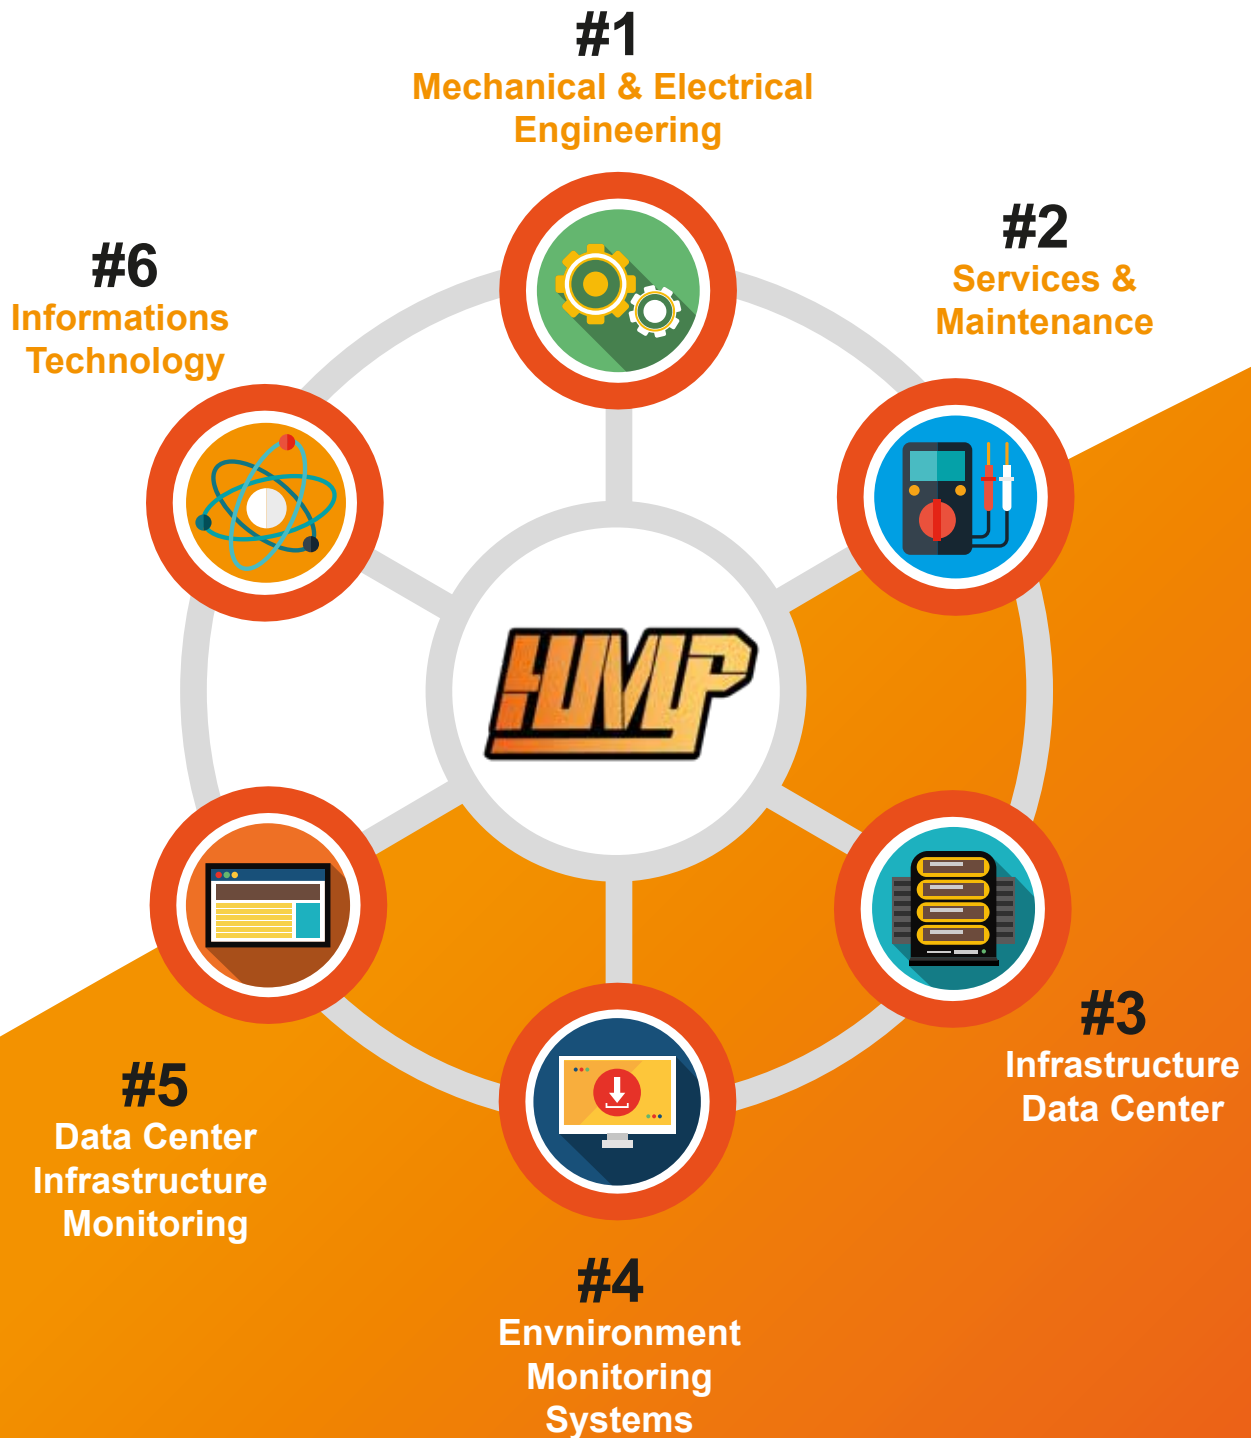 #1
Mechanical & Electrical
Engineering
#2
Services &
Maintenance
#3
Infrastructure
Data Center
#4
Envnironment
Monitoring
Systems
#5
Data Center
Infrastructure
Monitoring
#6
Informations
Technology